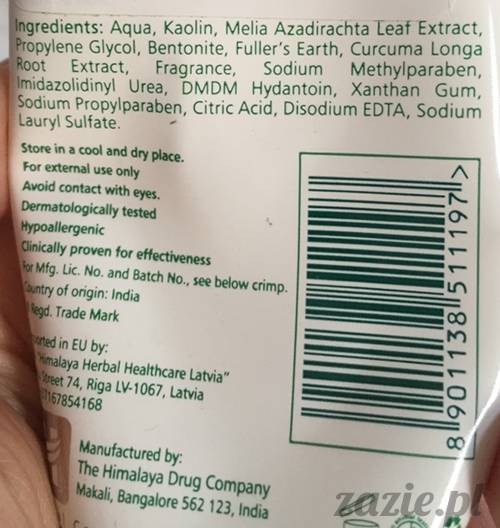 Ingredients: Aqua, Kaolin, Melia Azadirachta Leaf Extract,
Propylene Glycol, Bentonite, Fuller's Earth, Curcuma Longa
Root Extract, Fragrance, Sodium Methylparaben,
Imidazolidinyl Urea, DMDM Hydantoin, Xanthan Gum,
Sodium Propylparaben, Citric Acid, Disodium EDTA, Sodium
Lauryl Sulfate.
Store in a cool and dry place.
For external use only
Avoid contact with eyes.
Dermatologically tested
Hypoallergenic
Clinically proven for effectiveness
For Mfg. Lic. No. and Batch No., see below crimp.
Country of origin: India
Regd. Trade Mark
in EU by:
"Himalaya Herbal Healthcare Latvia"
Street 74, Riga LV-1067, Latvia
167854168
Manufactured by:
The Himalaya Drug Company
Makali, Bangalore 562 123, India
8 901138 511197 >
zazie.pl